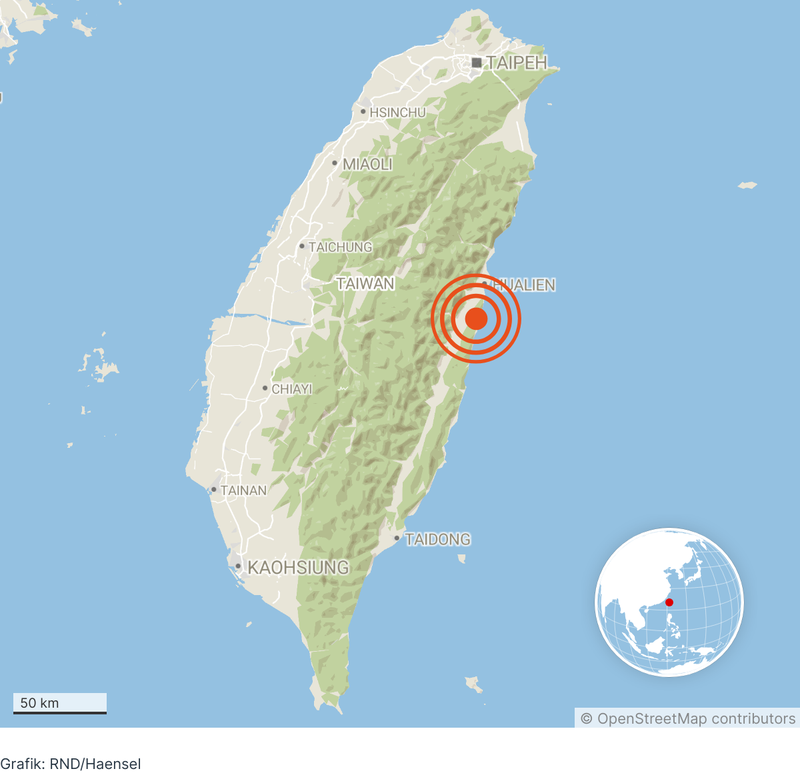 TAIPEH
HSINCHU
MIAOLI
TAICHUNG
TAIWAN
HUALIEN
CHIAYI
TAINAN
TAIDONG
KAOHSIUNG
50 km
© OpenStreetMap contributors
Grafik: RND/Haensel